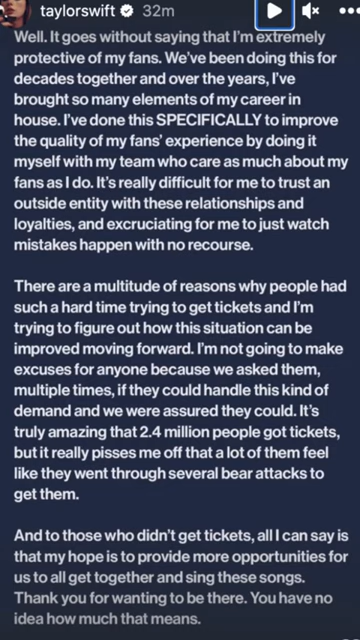 taylorswift 32m
Well. It goes without saying that I'm extremely
protective of my fans. We've been doing this for
decades together and over the years, I've
brought so many elements of my career in
house. I've done this SPECIFICALLY to improve
the quality of my fans' experience by doing it
myself with my team who care as much about my
fans as I do. It's really difficult for me to trust an
outside entity with these relationships and
loyalties, and excruciating for me to just watch
mistakes happen with no recourse.

There are a multitude of reasons why people had
such a hard time trying to get tickets and I'm
trying to figure out how this situation can be
improved moving forward. I'm not going to make
excuses for anyone because we asked them,
multiple times, if they could handle this kind of
demand and we were assured they could. It's
truly amazing that 2.4 million people got tickets,
but it really pisses me off that a lot of them feel
like they went through several bear attacks to
get them.

And to those who didn't get tickets, all I can say is
that my hope is to provide more opportunities for
us to all get together and sing these songs.
Thank you for wanting to be there. You have no
idea how much that means.